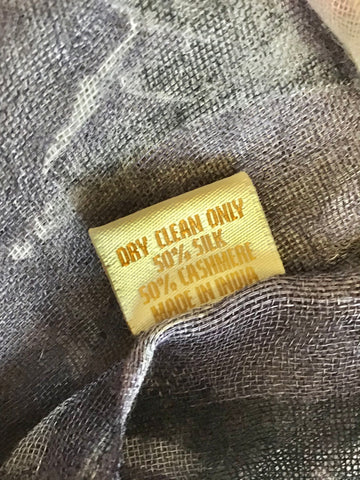 DRY CLEAN ONLY
50% SILK
50% CASHMERE
MADE IN INDIA